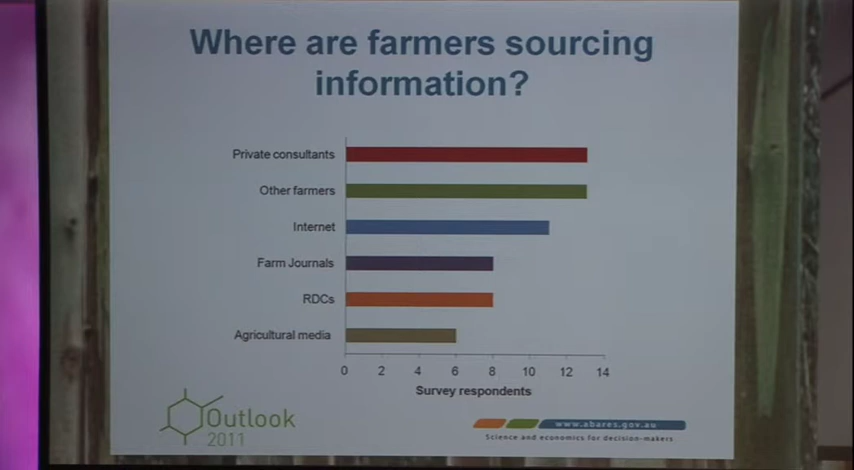 Where are farmers sourcing
information?
Private consultants
Other farmers
Internet
Farm Journals
RDCs
Agricultural media
0 2 4 6 8 10 12 14
Survey respondents
Outlook
2011
www.abares.gov.au
Science and economics for decision-makers